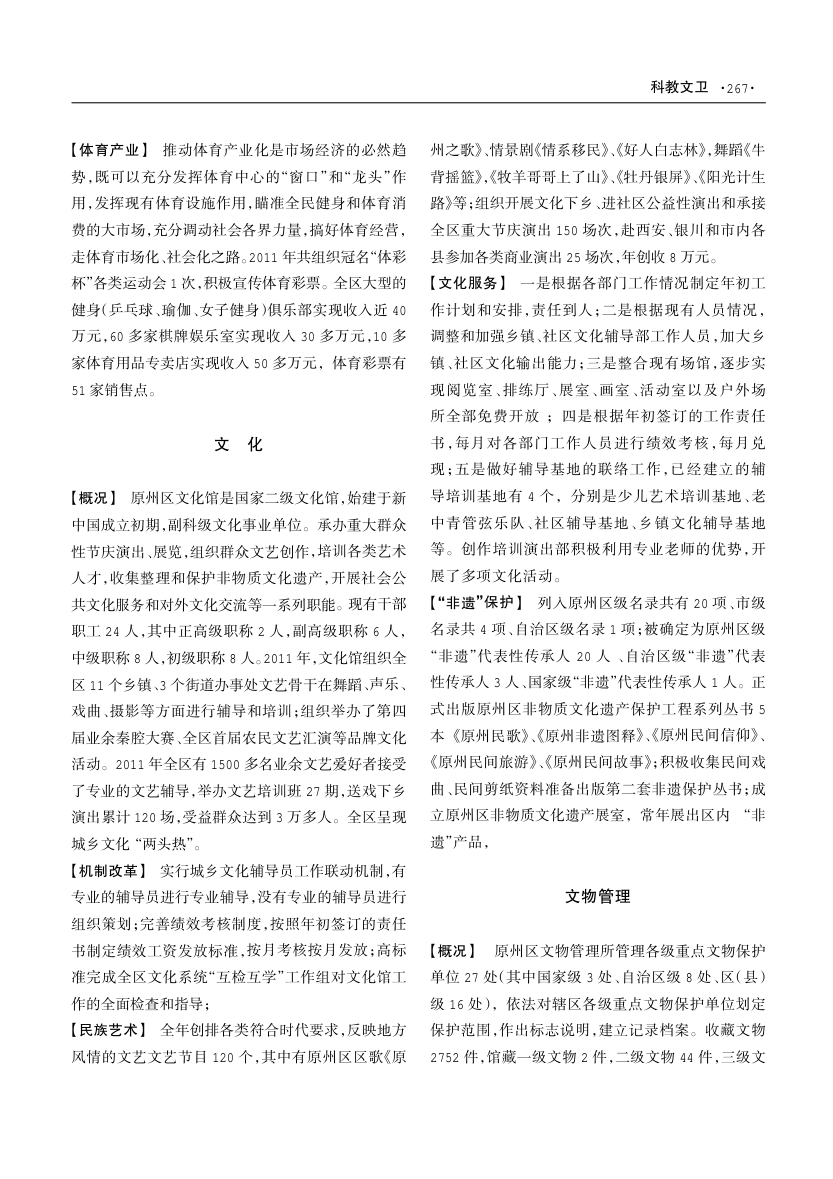 科教文卫 ·267·
【体育产业】 推动体育产业化是市场经济的必然趋
势,既可以充分发挥体育中心的“窗口”和“龙头”作
用,发挥现有体育设施作用,瞄准全民健身和体育消
费的大市场,充分调动社会各界力量,搞好体育经营,
走体育市场化、社会化之路。2011 年共组织冠名“体彩
杯”各类运动会 1 次,积极宣传体育彩票。全区大型的
健身(乒乓球、瑜伽、女子健身)俱乐部实现收入近 40
万元,60 多家棋牌娱乐室实现收入 30 多万元,10 多
家体育用品专卖店实现收入 50 多万元, 体育彩票有
51 家销售点。
文 化
【概况】 原州区文化馆是国家二级文化馆,始建于新
中国成立初期,副科级文化事业单位。承办重大群众
性节庆演出、展览,组织群众文艺创作,培训各类艺术
人才,收集整理和保护非物质文化遗产,开展社会公
共文化服务和对外文化交流等一系列职能。现有干部
职工 24 人,其中正高级职称 2 人,副高级职称 6 人,
中级职称 8 人,初级职称 8 人。2011 年,文化馆组织全
区 11 个乡镇、3 个街道办事处文艺骨干在舞蹈、声乐、
戏曲、摄影等方面进行辅导和培训;组织举办了第四
届业余秦腔大赛、全区首届农民文艺汇演等品牌文化
活动。2011 年全区有 1500 多名业余文艺爱好者接受
了专业的文艺辅导,举办文艺培训班 27 期,送戏下乡
演出累计 120 场,受益群众达到 3 万多人。全区呈现
城乡文化 “两头热”。
【机制改革】 实行城乡文化辅导员工作联动机制,有
专业的辅导员进行专业辅导,没有专业的辅导员进行
组织策划;完善绩效考核制度,按照年初签订的责任
书制定绩效工资发放标准,按月考核按月发放;高标
准完成全区文化系统“互检互学”工作组对文化馆工
作的全面检查和指导;
【民族艺术】 全年创排各类符合时代要求,反映地方
风情的文艺文艺节目 120 个,其中有原州区区歌《原
州之歌》、情景剧《情系移民》、《好人白志林》,舞蹈《牛
背摇篮》,《牧羊哥哥上了山》、《牡丹银屏》、《阳光计生
路》等;组织开展文化下乡、进社区公益性演出和承接
全区重大节庆演出 150 场次,赴西安、银川和市内各
县参加各类商业演出 25 场次,年创收 8 万元。
【文化服务】 一是根据各部门工作情况制定年初工
作计划和安排,责任到人;二是根据现有人员情况,
调整和加强乡镇、社区文化辅导部工作人员,加大乡
镇、社区文化输出能力;三是整合现有场馆,逐步实
现阅览室、排练厅、展室、画室、活动室以及户外场
所全部免费开放 ;四是根据年初签订的工作责任
书,每月对各部门工作人员进行绩效考核,每月兑
现;五是做好辅导基地的联络工作,已经建立的辅
导培训基地有 4 个, 分别是少儿艺术培训基地、老
中青管弦乐队、社区辅导基地、乡镇文化辅导基地
等。创作培训演出部积极利用专业老师的优势,开
展了多项文化活动。
【“非遗”保护】 列入原州区级名录共有 20 项、市级
名录共 4 项、自治区级名录 1 项;被确定为原州区级
“非遗”代表性传承人 20 人 、自治区级“非遗”代表
性传承人 3 人、国家级“非遗”代表性传承人 1 人。正
式出版原州区非物质文化遗产保护工程系列丛书 5
本《原州民歌》、《原州非遗图释》、《原州民间信仰》、
《原州民间旅游》、《原州民间故事》;积极收集民间戏
曲、民间剪纸资料准备出版第二套非遗保护丛书;成
立原州区非物质文化遗产展室, 常年展出区内 “非
遗”产品,
文物管理
【概况】 原州区文物管理所管理各级重点文物保护
单位 27 处(其中国家级 3 处、自治区级 8 处、区(县)
级 16 处), 依法对辖区各级重点文物保护单位划定
保护范围,作出标志说明,建立记录档案。收藏文物
2752 件,馆藏一级文物 2 件,二级文物 44 件,三级文